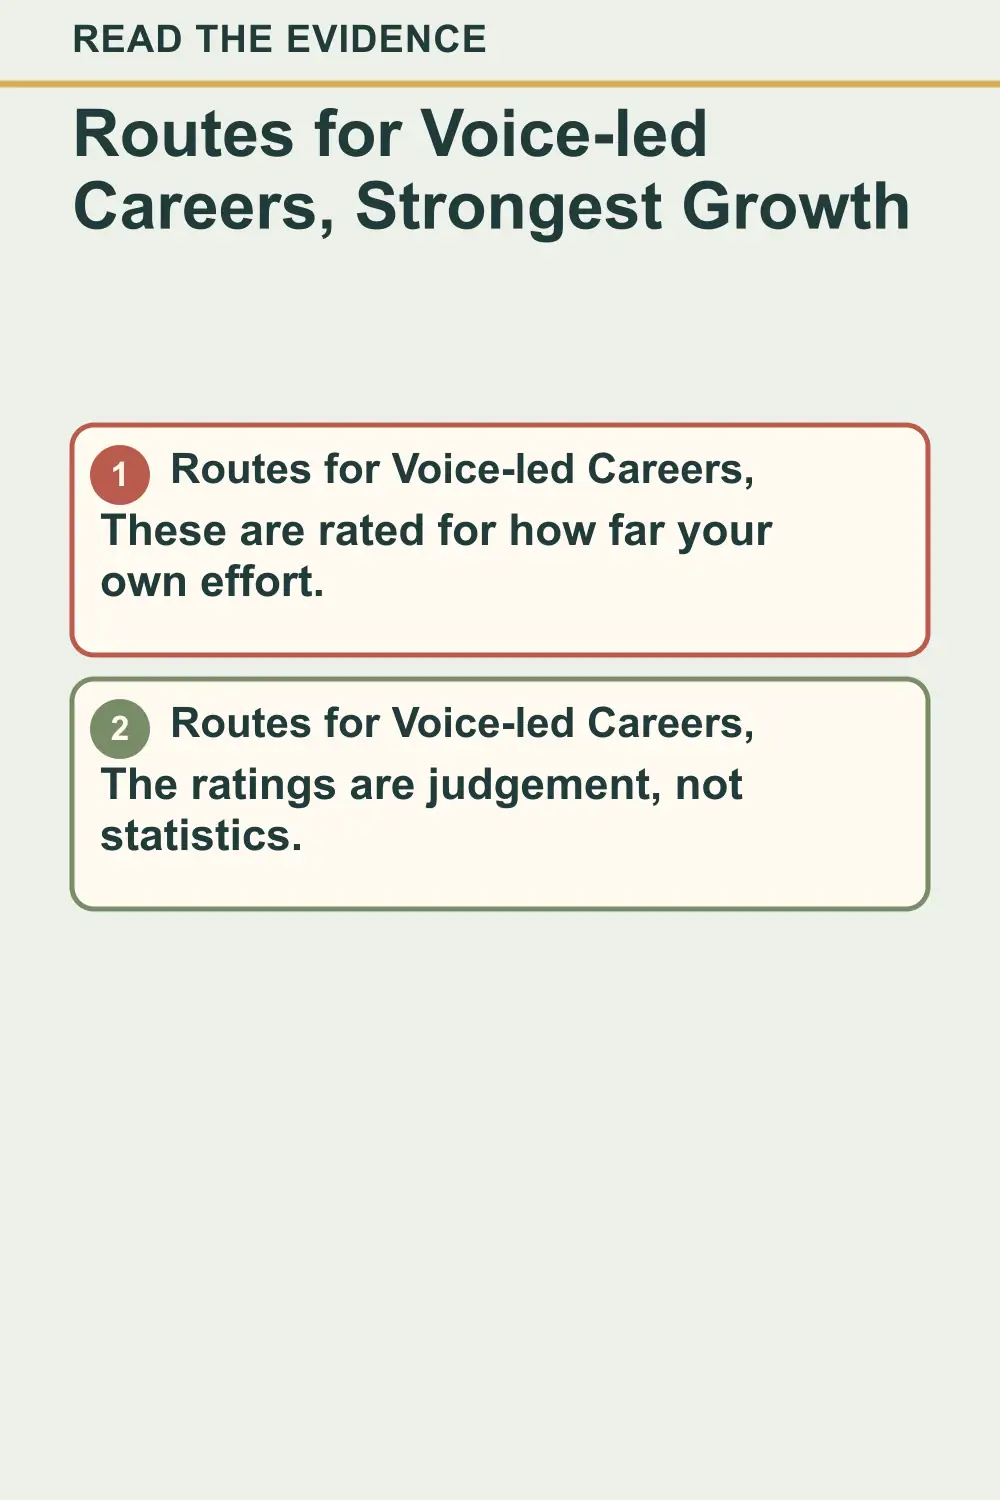 READ THE EVIDENCE
Routes for Voice-led
Careers, Strongest Growth
1 Routes for Voice-led Careers,
These are rated for how far your
own effort.
2 Routes for Voice-led Careers,
The ratings are judgement, not
statistics.